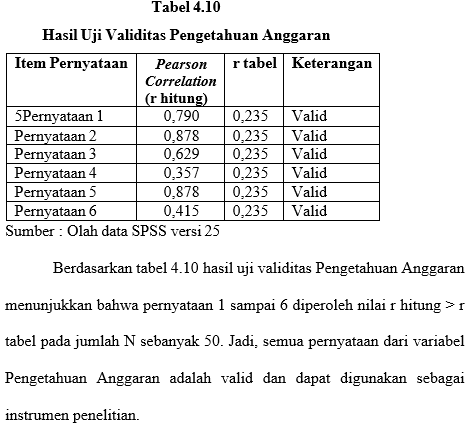 Tabel 4.10
Hasil Uji Validitas Pengetahuan Anggaran
Item Pernyataan Pearson Correlation (r hitung) r tabel Keterangan
5Pernyataan 1 0,790 0,235 Valid
Pernyataan 2 0,878 0,235 Valid
Pernyataan 3 0,629 0,235 Valid
Pernyataan 4 0,357 0,235 Valid
Pernyataan 5 0,878 0,235 Valid
Pernyataan 6 0,415 0,235 Valid
Sumber : Olah data SPSS versi 25
Berdasarkan tabel 4.10 hasil uji validitas Pengetahuan Anggaran
menunjukkan bahwa pernyataan 1 sampai 6 diperoleh nilai r hitung > r
tabel pada jumlah N sebanyak 50. Jadi, semua pernyataan dari variabel
Pengetahuan Anggaran adalah valid dan dapat digunakan sebagai
instrumen penelitian.